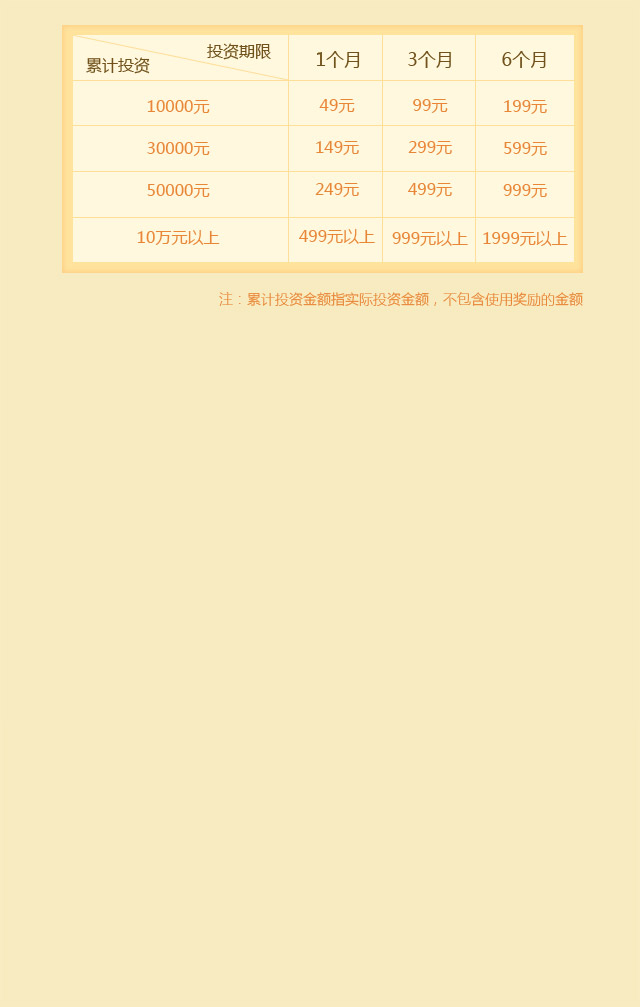 投资期限
累计投资
1个月 3个月 6个月
10000元 49元 99元 199元
30000元 149元 299元 599元
50000元 249元 499元 999元
10万元以上 499元以上 999元以上 1999元以上
注：累计投资金额指实际投资金额，不包含使用奖励的金额